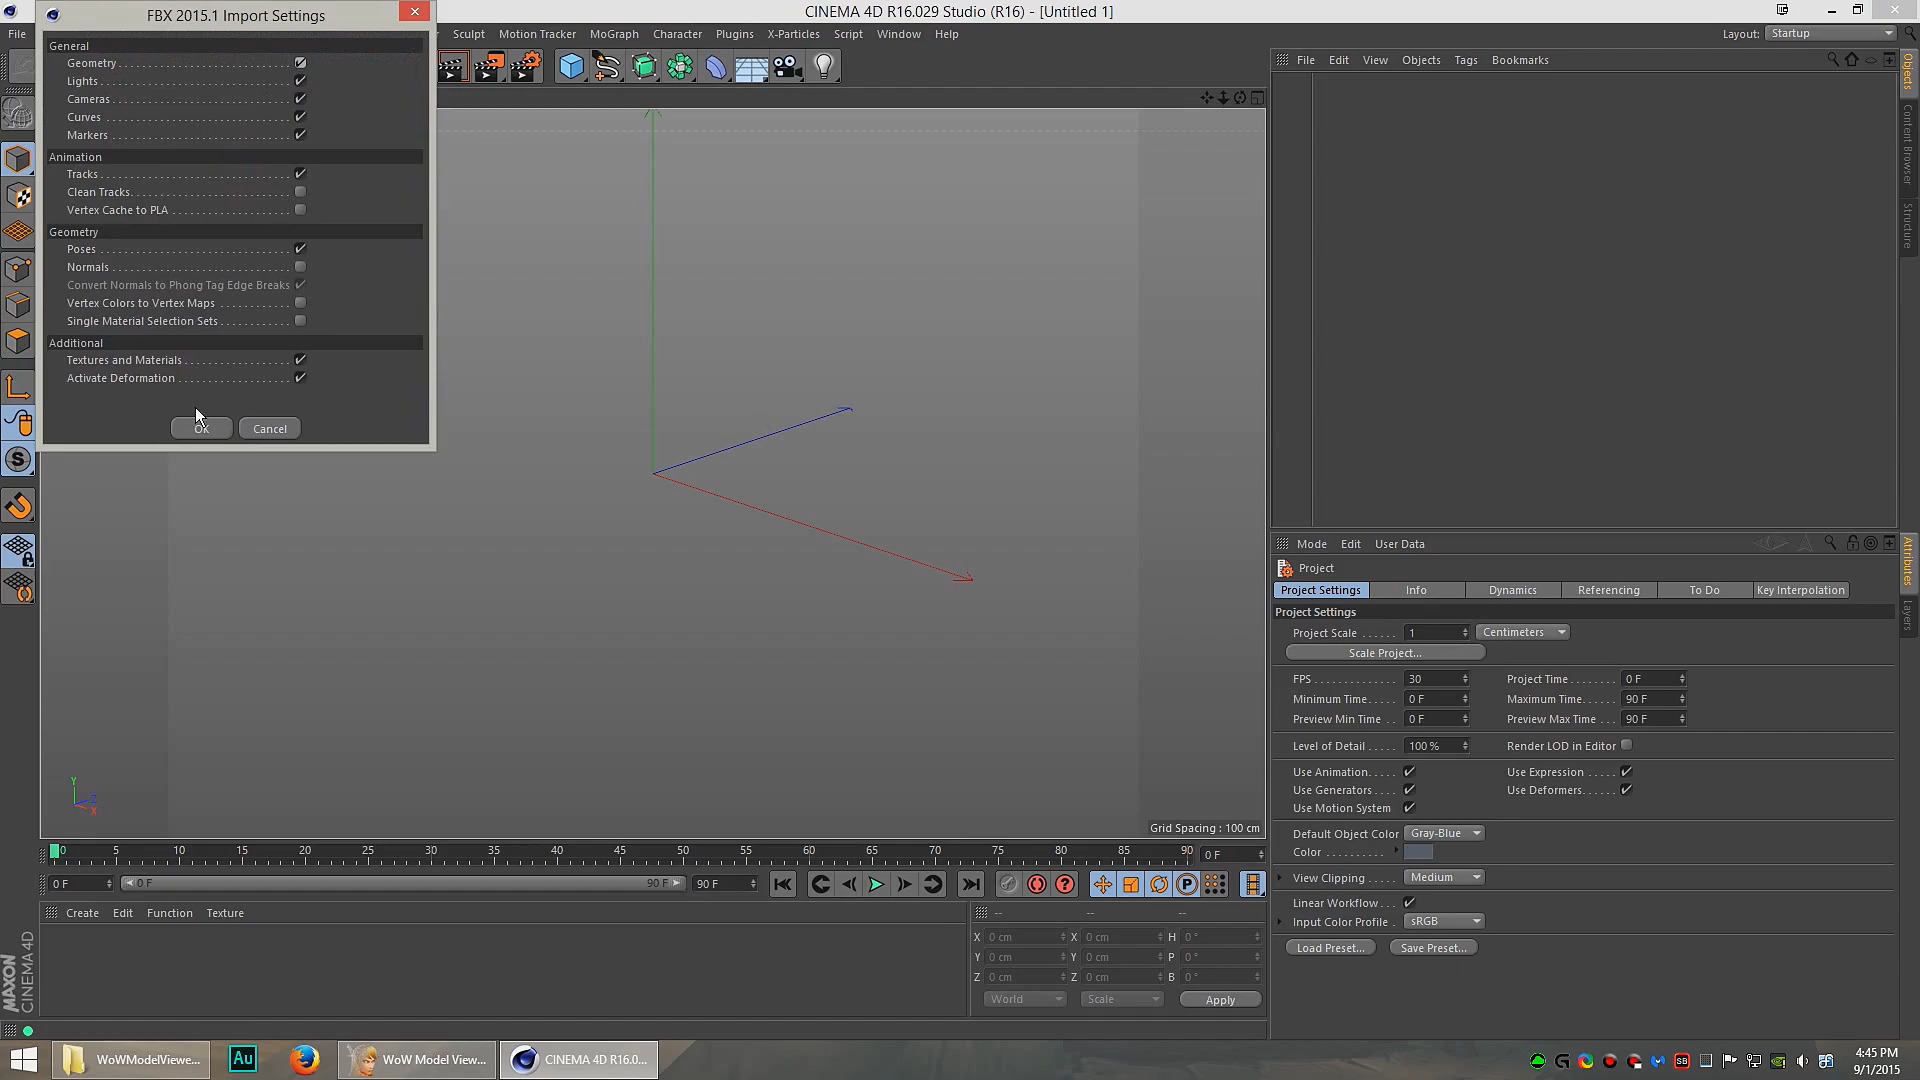 FBX 2015.1 Import Settings
CINEMA 4D R16.029 Studio (R16) - [Untitled 1]
File
Sculpt Motion Tracker MoGraph Character Plugins X-Particles Script Window Help
Layout: Startup
General
Geometry
Lights
Cameras
Curves
Markers
Animation
Tracks
Clean Tracks
Vertex Cache to PLA
Geometry
Poses
Normals
Convert Normals to Phong Tag Edge Breaks
Vertex Colors to Vertex Maps
Single Material Selection Sets
Additional
Textures and Materials
Activate Deformation
OK Cancel
File Edit View Objects Tags Bookmarks
Objects
Content Browser
Structure
Mode Edit User Data
Attributes
Layers
Project
Project Settings Info Dynamics Referencing To Do Key Interpolation
Project Settings
Project Scale 1 Centimeters
Scale Project...
FPS 30 Project Time 0 F
Minimum Time 0 F Maximum Time 90 F
Preview Min Time 0 F Preview Max Time 90 F
Level of Detail 100 % Render LOD in Editor
Use Animation Use Expression
Use Generators Use Deformers
Use Motion System
Default Object Color Gray-Blue
Color
View Clipping Medium
Linear Workflow
Input Color Profile sRGB
Load Preset... Save Preset...
Y
Z
X
Grid Spacing : 100 cm
0 5 10 15 20 25 30 35 40 45 50 55 60 65 70 75 80 85 90 0 F
0 F 0 F 90 F 90 F
Create Edit Function Texture
-- -- --
X 0 cm X 0 cm H 0 °
Y 0 cm Y 0 cm P 0 °
Z 0 cm Z 0 cm B 0 °
World Scale Apply
MAXON
CINEMA 4D
WoWModelViewe... Au WoW Model View... CINEMA 4D R16.0...
SB
4:45 PM
9/1/2015